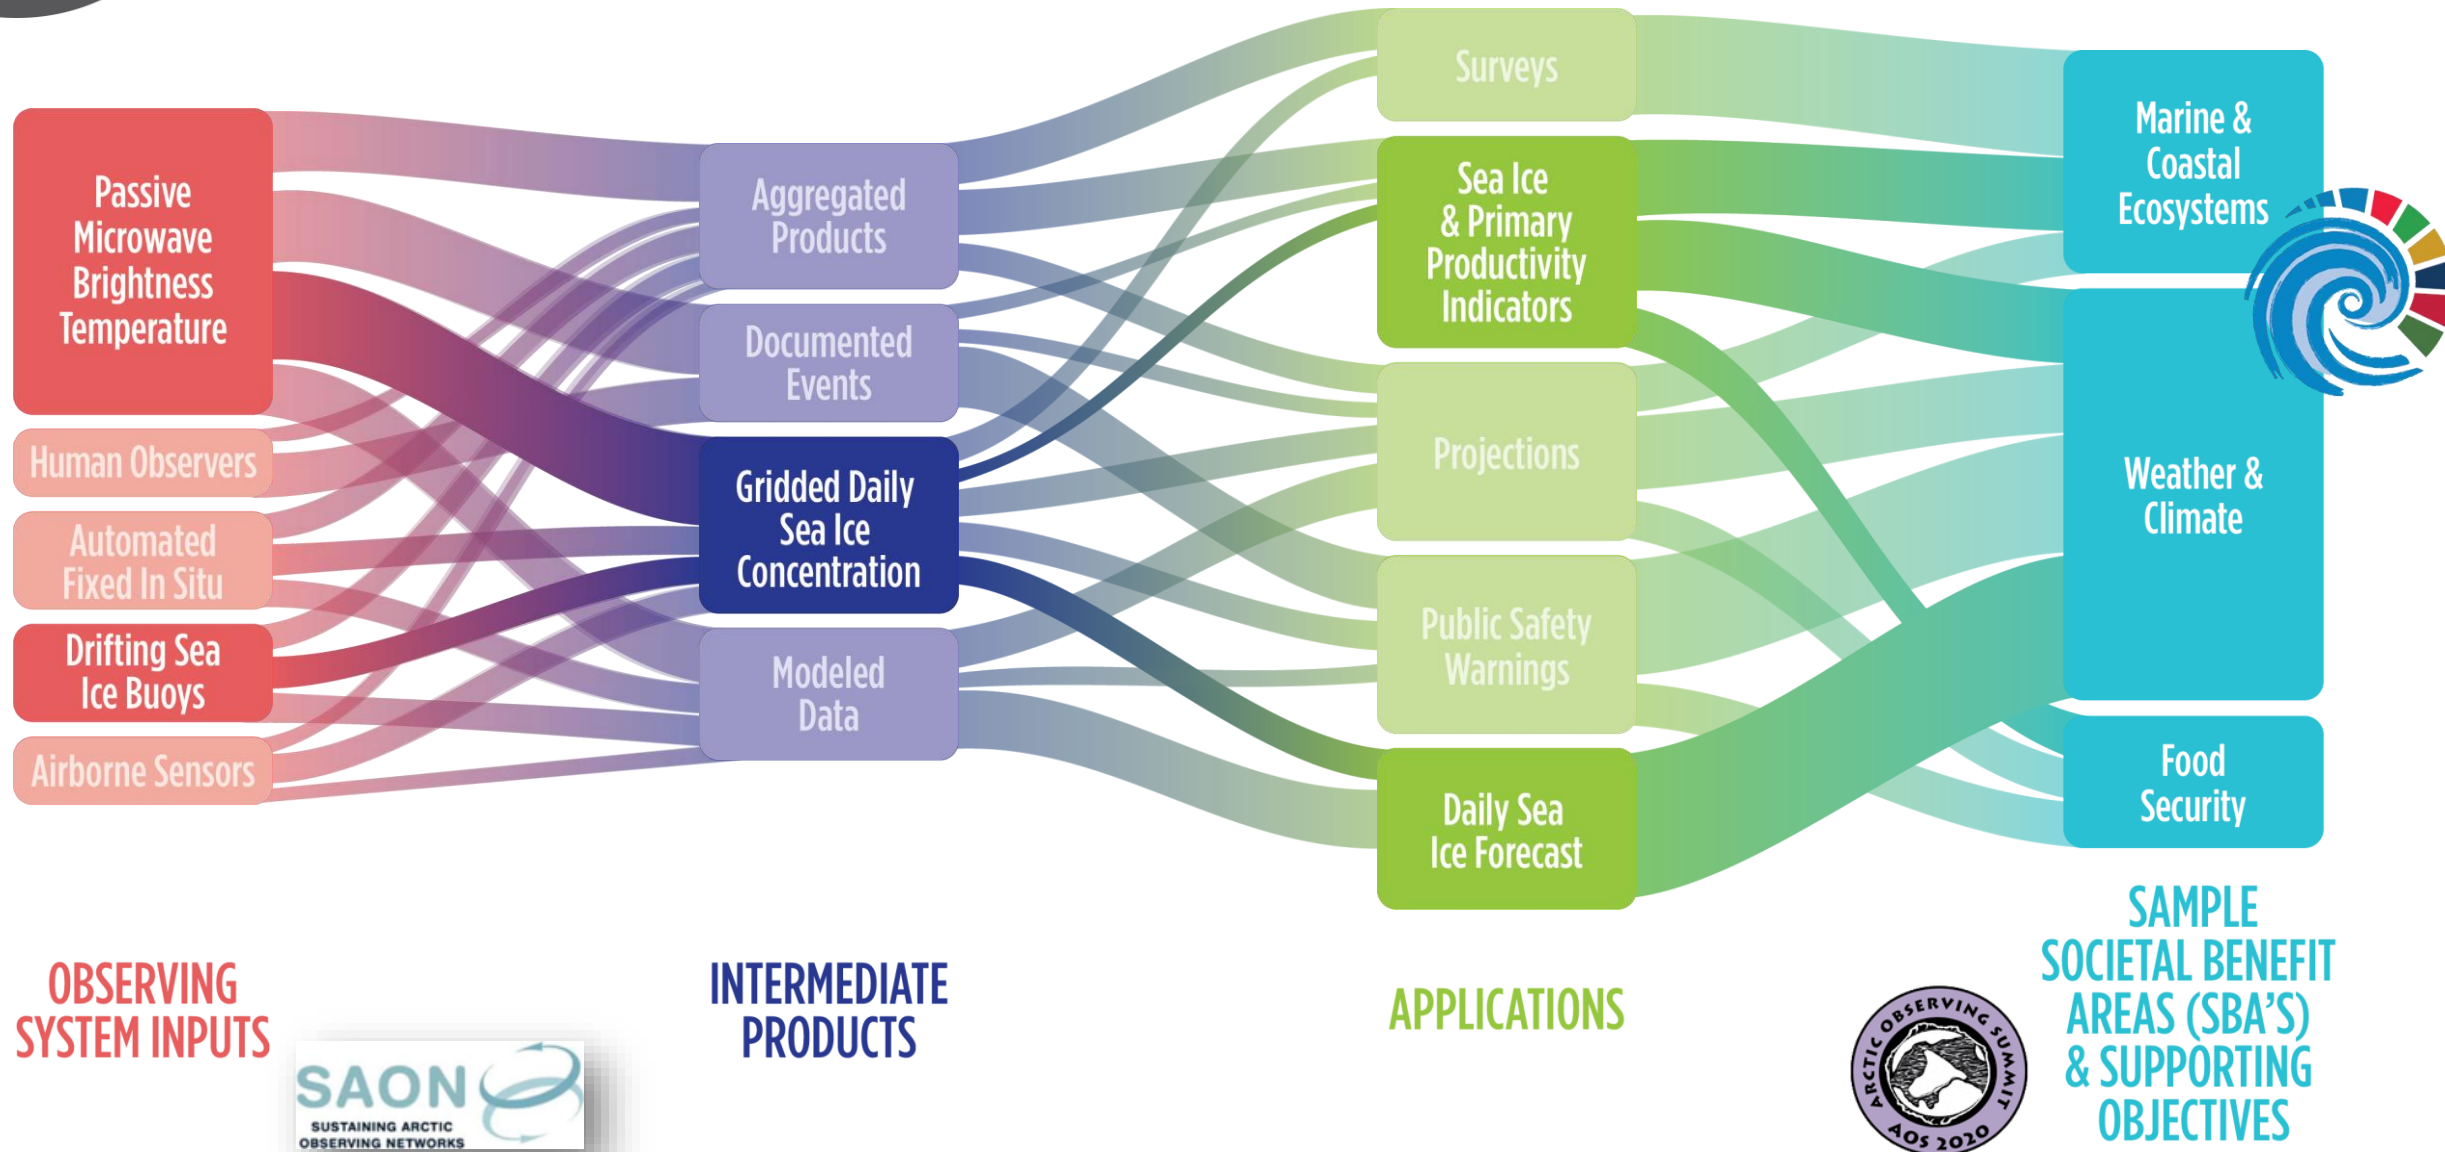 Passive
Microwave
Brightness
Temperature
Human Observers
Automated
Fixed In Situ
Drifting Sea
Ice Buoys
Airborne Sensors
OBSERVING
SYSTEM INPUTS
Aggregated
Products
Documented
Events
Gridded Daily
Sea Ice
Concentration
Modeled
Data
INTERMEDIATE
PRODUCTS
Surveys
Sea Ice
& Primary
Productivity
Indicators
Projections
Public Safety
Warnings
Daily Sea
Ice Forecast
APPLICATIONS
Marine &
Coastal
Ecosystems
Weather &
Climate
Food
Security
SAMPLE
SOCIETAL BENEFIT
AREAS (SBA'S)
& SUPPORTING
OBJECTIVES
SAON
SUSTAINING ARCTIC
OBSERVING NETWORKS
ARCTIC OBSERVING SUMMIT
AOS 2020